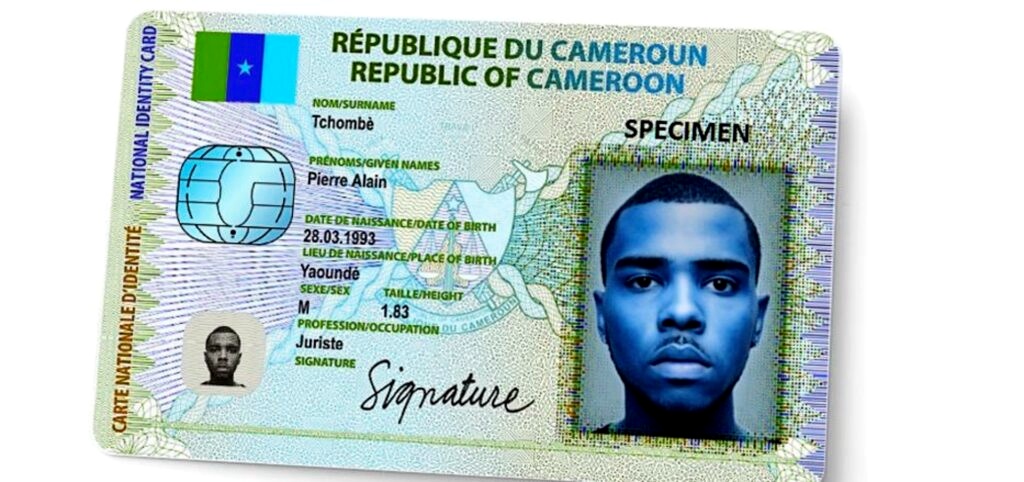 RÉPUBLIQUE DU CAMEROUN
REPUBLIC OF CAMEROON
NATIONAL IDENTITY CARD
CARTE NATIONALE D'IDENTITÉ
NOM/SURNAME
Tchombè
SPECIMEN
PRÉNOMS/GIVEN NAMES
Pierre Alain
DATE DE NAISSANCE/DATE OF BIRTH
28.03.1993
LIEU DE NAISSANCE/PLACE OF BIRTH
Yaoundé
SEXE/SEX TAILLE/HEIGHT
M 1.83
DU CAMEROON
PROFESSION/OCCUPATION
Juriste
SIGNATURE
Signature